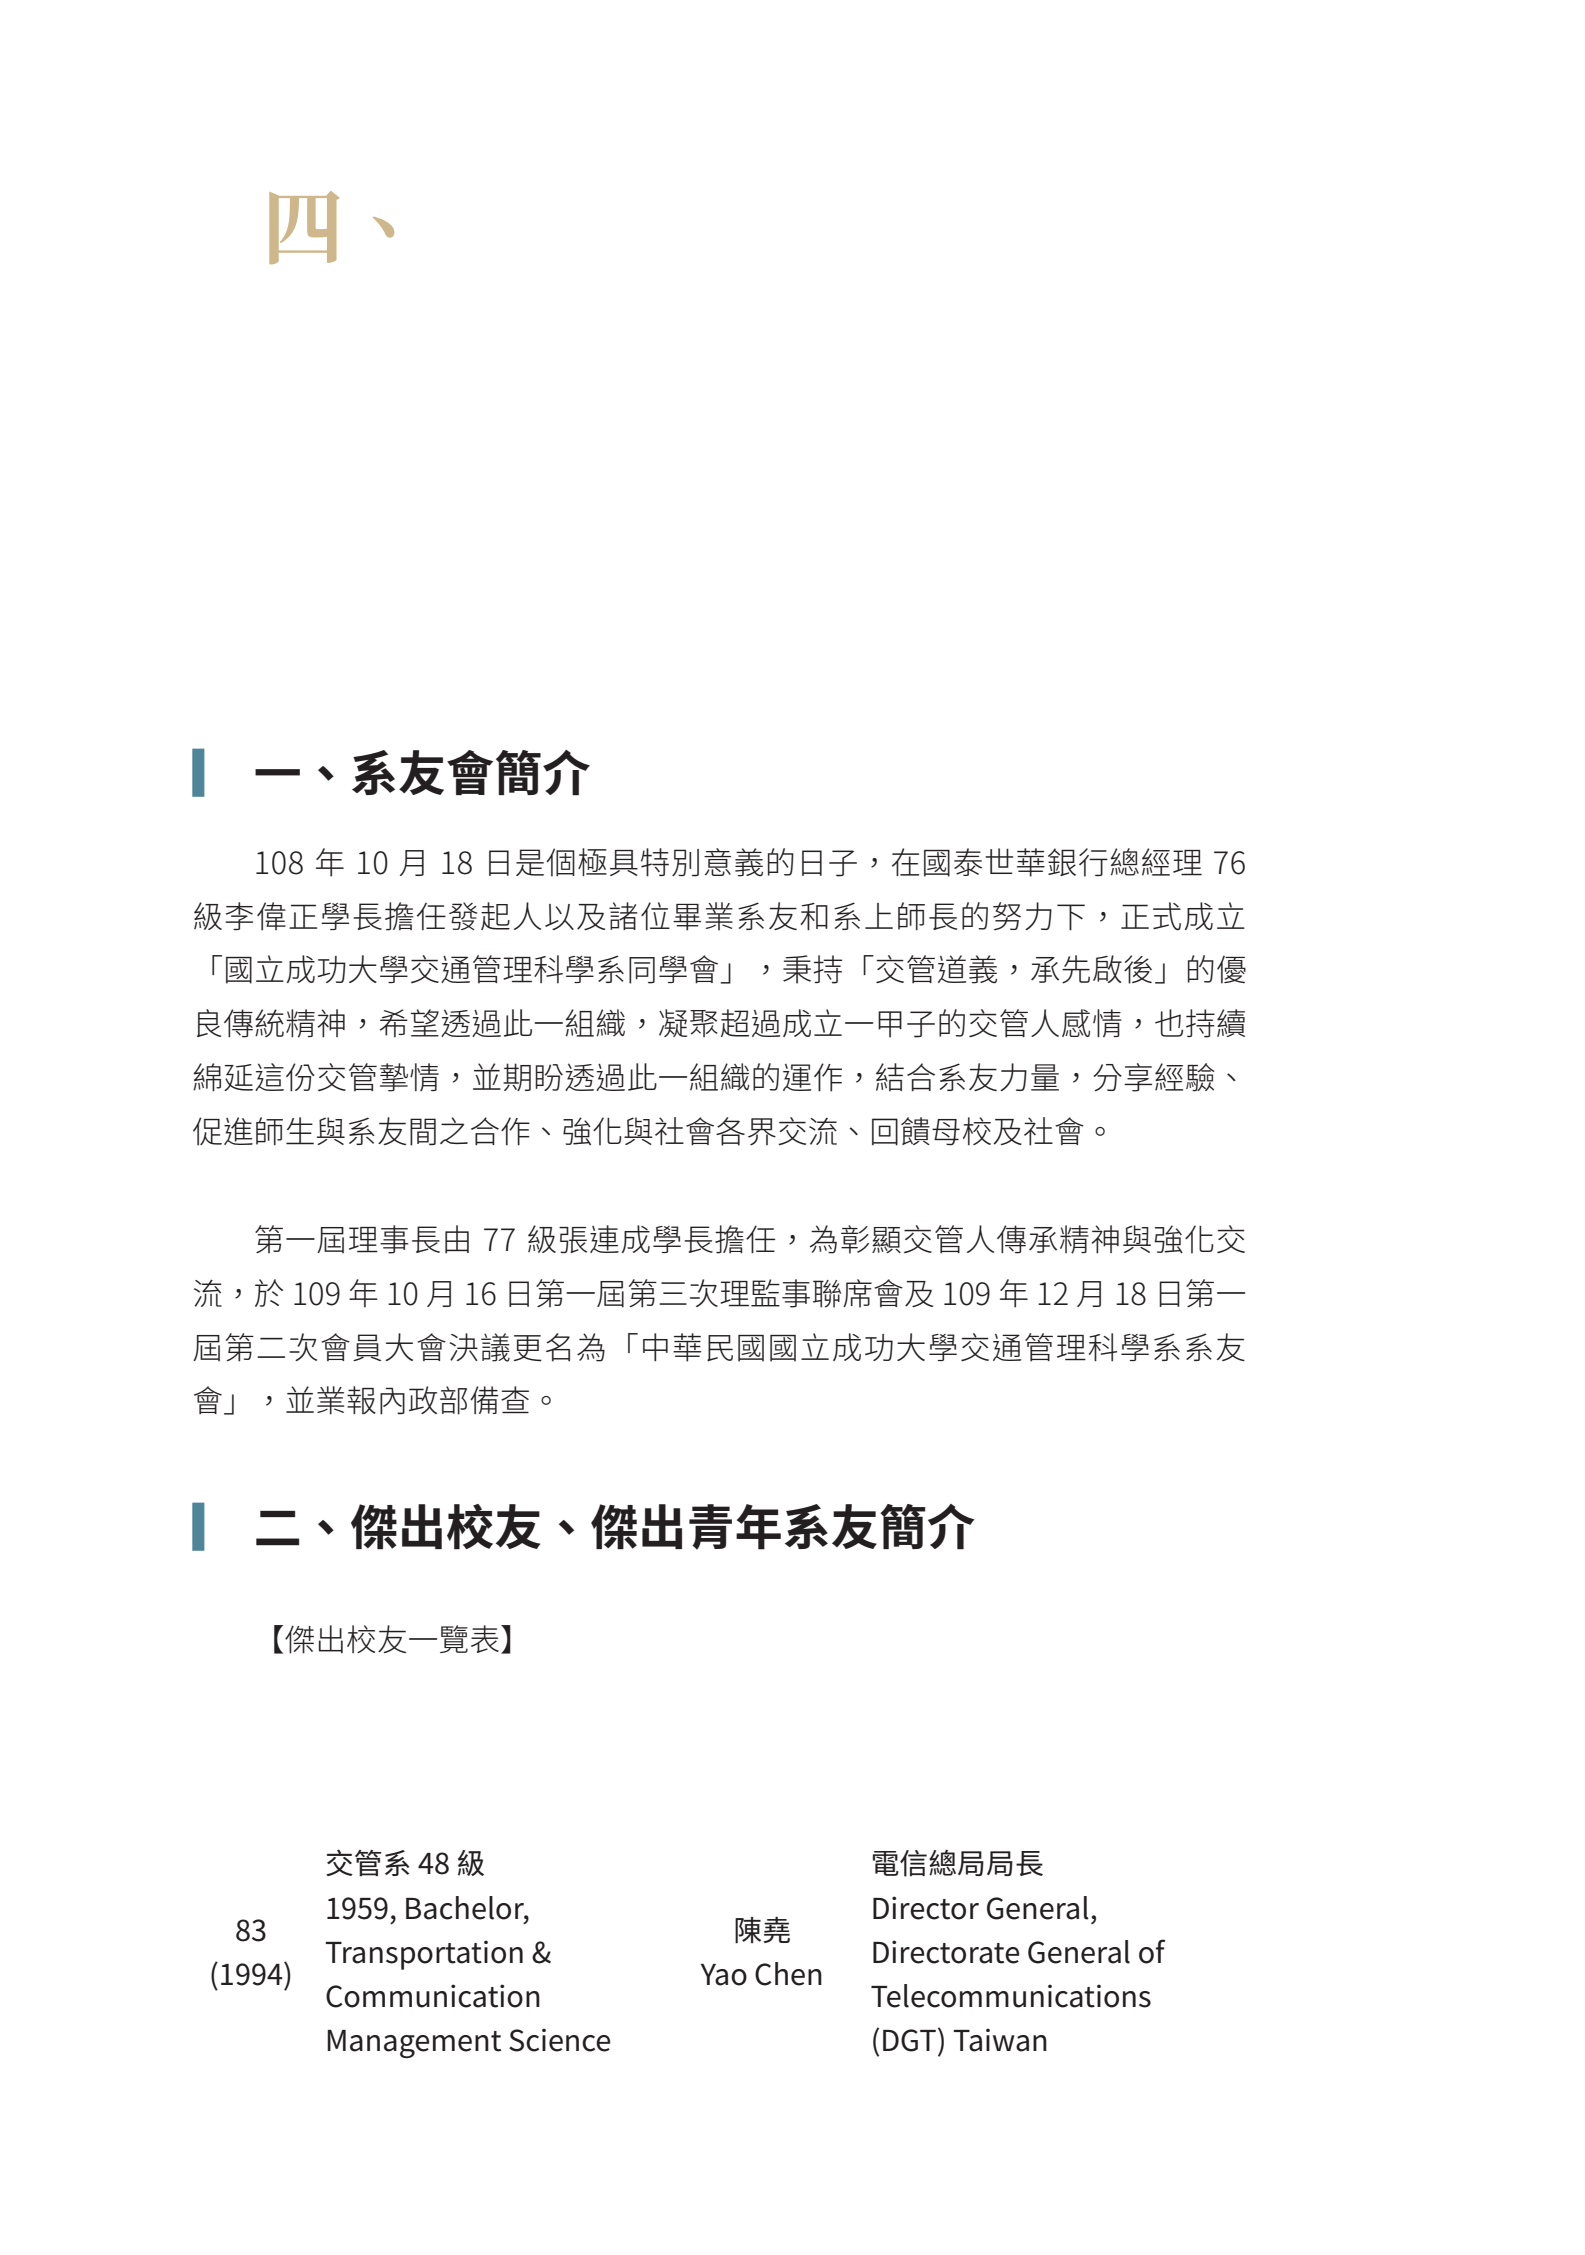 四、
一、系友會簡介
108 年 10 月 18 日是個極具特別意義的日子，在國泰世華銀行總經理 76
級李偉正學長擔任發起人以及諸位畢業系友和系上師長的努力下，正式成立
「國立成功大學交通管理科學系同學會」，秉持「交管道義，承先啟後」的優
良傳統精神，希望透過此一組織，凝聚超過成立一甲子的交管人感情，也持續
綿延這份交管摯情，並期盼透過此一組織的運作，結合系友力量，分享經驗、
促進師生與系友間之合作、強化與社會各界交流、回饋母校及社會。
第一屆理事長由 77 級張連成學長擔任，為彰顯交管人傳承精神與強化交
流，於 109 年 10 月 16 日第一屆第三次理監事聯席會及 109 年 12 月 18 日第一
屆第二次會員大會決議更名為「中華民國國立成功大學交通管理科學系系友
會」，並業報內政部備查。
二、傑出校友、傑出青年系友簡介
【傑出校友一覽表】
83
(1994)
交管系 48 級
1959, Bachelor,
Transportation &
Communication
Management Science
陳堯
Yao Chen
電信總局局長
Director General,
Directorate General of
Telecommunications
(DGT) Taiwan